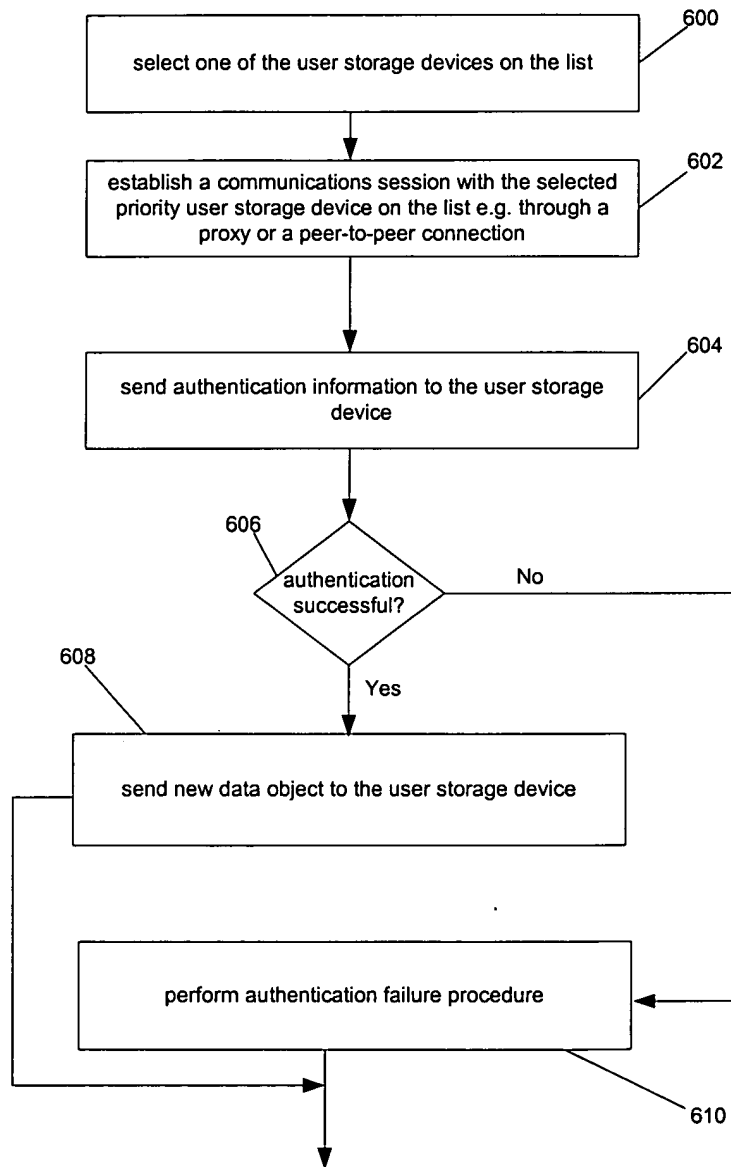 600
select one of the user storage devices on the list
602
establish a communications session with the selected
priority user storage device on the list e.g. through a
proxy or a peer-to-peer connection
604
send authentication information to the user storage
device
606
authentication
successful?
No
Yes
608
send new data object to the user storage device
perform authentication failure procedure
610